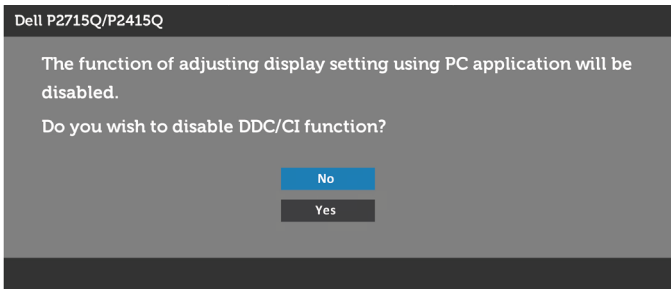 Dell P2715Q/P2415Q
The function of adjusting display setting using PC application will be
disabled.
Do you wish to disable DDC/CI function?
No
Yes